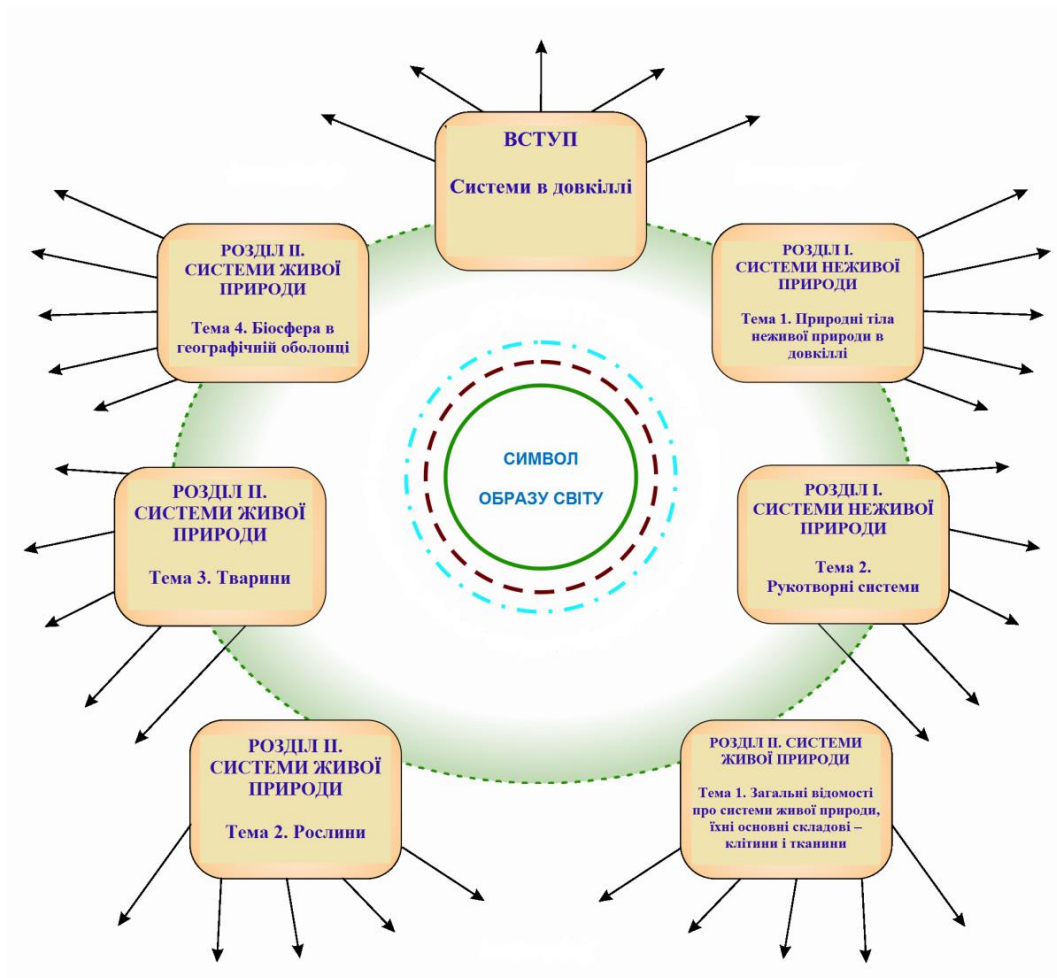 ВСТУП
Системи в довкіллі
РОЗДІЛ І.
СИСТЕМИ НЕЖИВОЇ
ПРИРОДИ
Тема 1. Природні тіла
неживої природи в
довкіллі
РОЗДІЛ І.
СИСТЕМИ НЕЖИВОЇ
ПРИРОДИ
Тема 2.
Рукотворні системи
РОЗДІЛ ІІ. СИСТЕМИ
ЖИВОЇ ПРИРОДИ
Тема 1. Загальні відомості
про системи живої природи,
їхні основні складові –
клітини і тканини
РОЗДІЛ ІІ.
СИСТЕМИ ЖИВОЇ
ПРИРОДИ
Тема 2. Рослини
РОЗДІЛ ІІ.
СИСТЕМИ ЖИВОЇ
ПРИРОДИ
Тема 3. Тварини
РОЗДІЛ ІІ.
СИСТЕМИ ЖИВОЇ
ПРИРОДИ
Тема 4. Біосфера в
географічній оболонці
СИМВОЛ
ОБРАЗУ СВІТУ